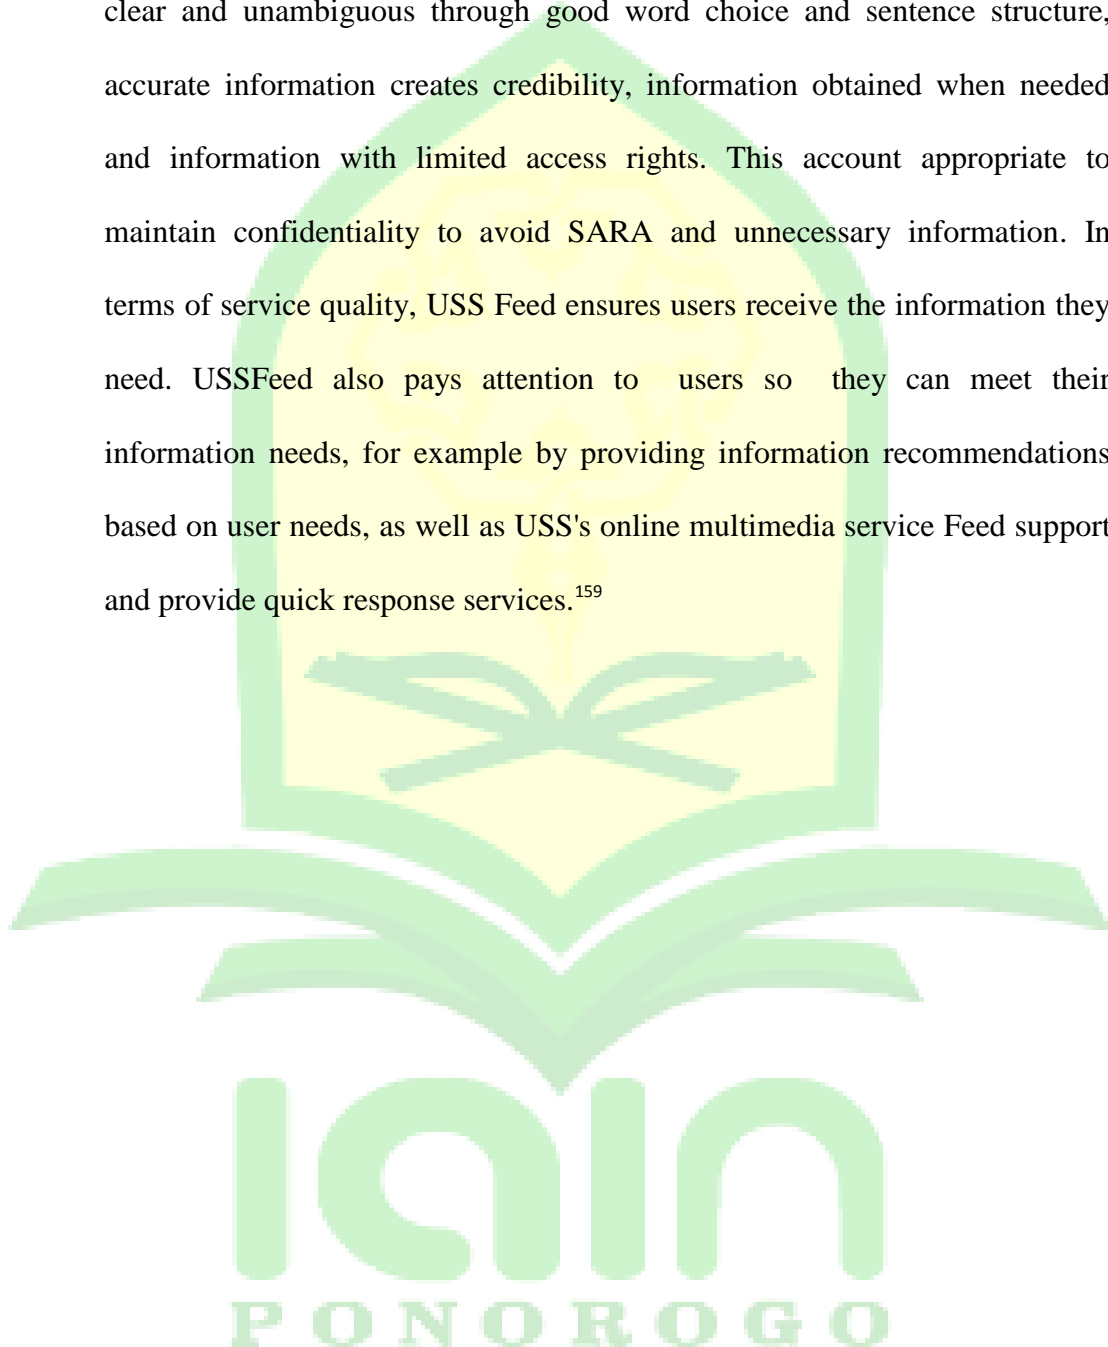 clear and unambiguous through good word choice and sentence structure,
accurate information creates credibility, information obtained when needed
and information with limited access rights. This account appropriate to
maintain confidentiality to avoid SARA and unnecessary information. In
terms of service quality, USS Feed ensures users receive the information they
need. USSFeed also pays attention to users so they can meet their
information needs, for example by providing information recommendations
based on user needs, as well as USS's online multimedia service Feed support
and provide quick response services.159
iain
PONOROGO